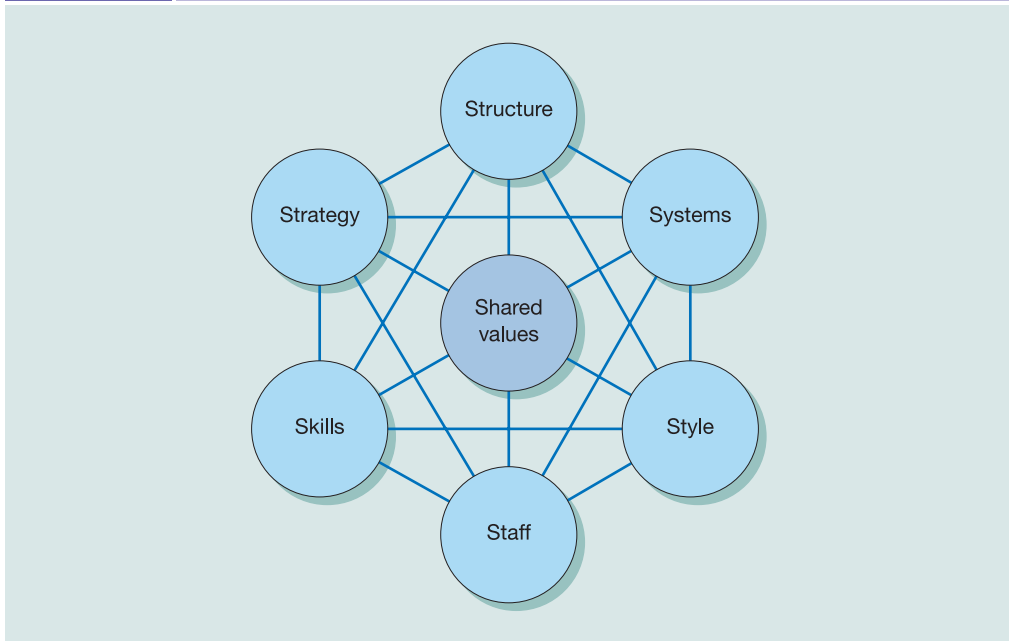 Structure
Strategy
Systems
Shared
values
Skills
Style
Staff